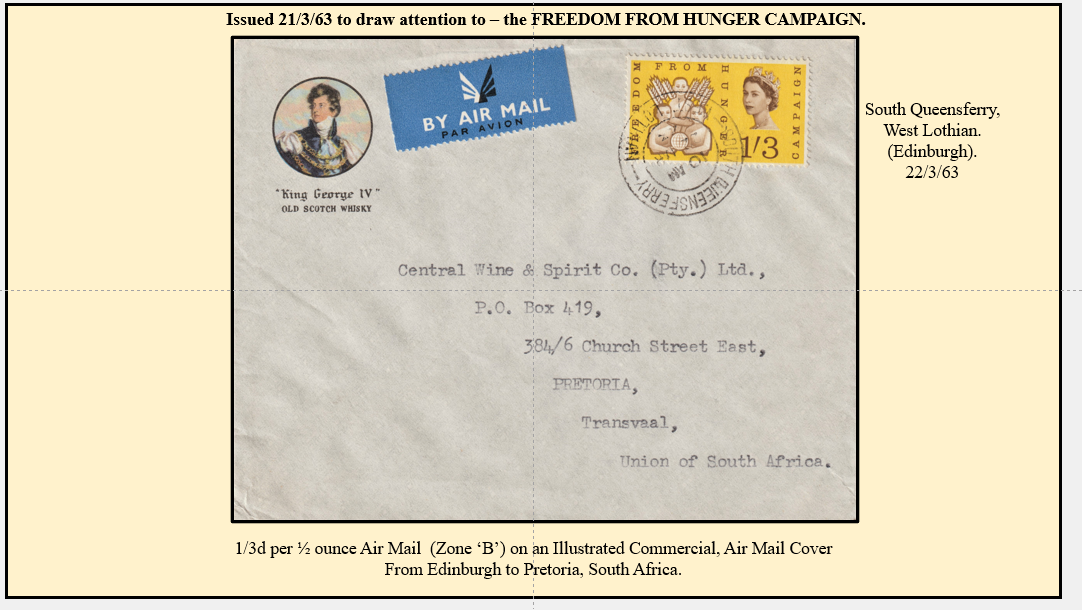 Issued 21/3/63 to draw attention to – the FREEDOM FROM HUNGER CAMPAIGN.
"King George IV"
OLD SCOTCH WHISKY
BY AIR MAIL
PAR AVION
FREEDOM FROM HUNGER
CAMPAIGN
1/3
SOUTH QUEENSFERRY
10 AM
South Queensferry,
West Lothian.
(Edinburgh).
22/3/63
Central Wine & Spirit Co. (Pty.) Ltd.,
P.O. Box 419,
384/6 Church Street East,
PRETORIA,
Transvaal,
Union of South Africa.
1/3d per ½ ounce Air Mail (Zone ‘B’) on an Illustrated Commercial, Air Mail Cover
From Edinburgh to Pretoria, South Africa.